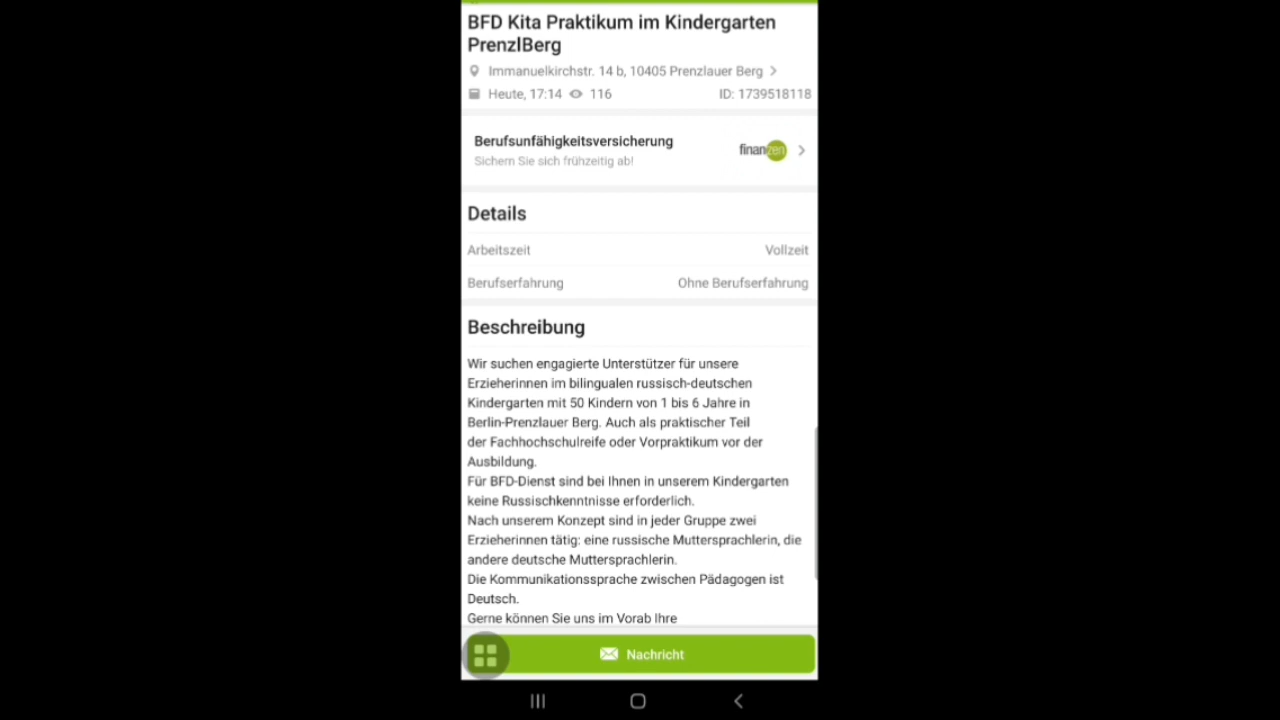 BFD Kita Praktikum im Kindergarten
PrenzlBerg
Immanuelkirchstr. 14 b, 10405 Prenzlauer Berg
Heute, 17:14 116 ID: 1739518118
Berufsunfähigkeitsversicherung
Sichern Sie sich frühzeitig ab!
finanzen
Details
Arbeitszeit Vollzeit
Berufserfahrung Ohne Berufserfahrung
Beschreibung
Wir suchen engagierte Unterstützer für unsere
Erzieherinnen im bilingualen russisch-deutschen
Kindergarten mit 50 Kindern von 1 bis 6 Jahre in
Berlin-Prenzlauer Berg. Auch als praktischer Teil
der Fachhochschulreife oder Vorpraktikum vor der
Ausbildung.
Für BFD-Dienst sind bei Ihnen in unserem Kindergarten
keine Russischkenntnisse erforderlich.
Nach unserem Konzept sind in jeder Gruppe zwei
Erzieherinnen tätig: eine russische Muttersprachlerin, die
andere deutsche Muttersprachlerin.
Die Kommunikationssprache zwischen Pädagogen ist
Deutsch.
Gerne können Sie uns im Vorab Ihre
Nachricht